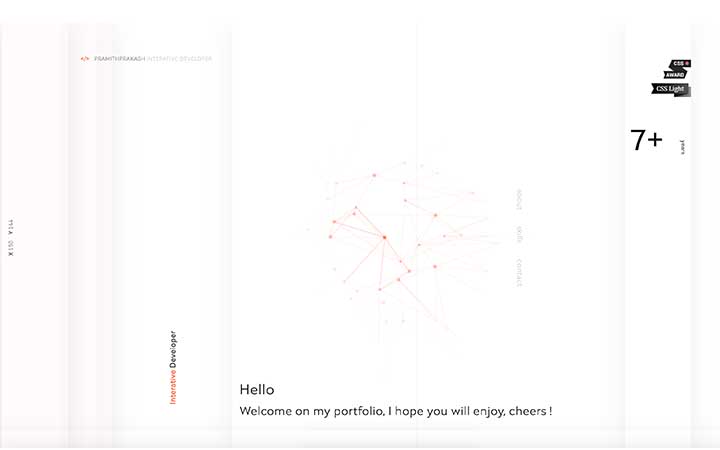 </> PRAMITHPRAKASH INTERATIVE DEVELOPER
CSS
AWARD
CSS Light
7+
years
about
skills
contact
X 150 Y 144
Interative Developer
Hello
Welcome on my portfolio, I hope you will enjoy, cheers !